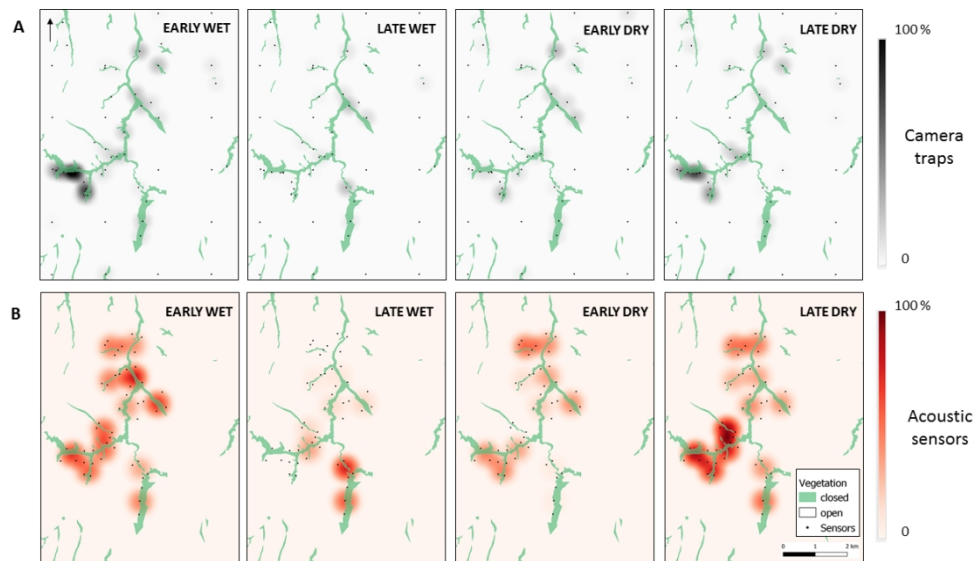 A
EARLY WET
LATE WET
EARLY DRY
LATE DRY
100 %
Camera
traps
0
B
EARLY WET
LATE WET
EARLY DRY
LATE DRY
100 %
Acoustic
sensors
0
Vegetation
closed
open
Sensors
0 1 2 km